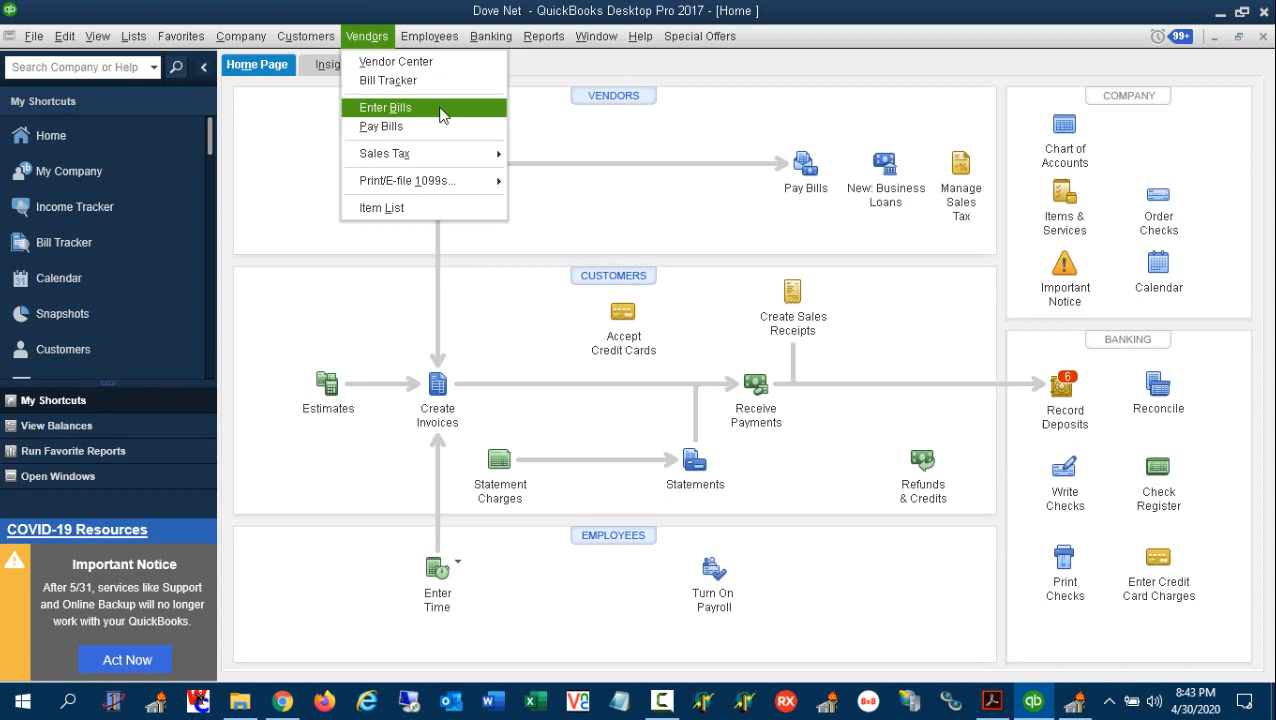 Dove Net - QuickBooks Desktop Pro 2017 - [Home ]
File Edit View Lists Favorites Company Customers Vendors Employees Banking Reports Window Help Special Offers 99+
Search Company or Help
Home Page
Insig
Vendor Center
Bill Tracker
Enter Bills
Pay Bills
Sales Tax
Print/E-file 1099s...
Item List
My Shortcuts
Home
My Company
Income Tracker
Bill Tracker
Calendar
Snapshots
Customers
My Shortcuts
View Balances
Run Favorite Reports
Open Windows
COVID-19 Resources
Important Notice
After 5/31, services like Support
and Online Backup will no longer
work with your QuickBooks.
Act Now
VENDORS
Pay Bills
New: Business
Loans
Manage
Sales
Tax
CUSTOMERS
Accept
Credit Cards
Create Sales
Receipts
Estimates
Create
Invoices
Receive
Payments
Statement
Charges
Statements
Refunds
& Credits
EMPLOYEES
Enter
Time
Turn On
Payroll
COMPANY
Chart of
Accounts
Items &
Services
Order
Checks
Important
Notice
Calendar
BANKING
6
Record
Deposits
Reconcile
Write
Checks
Check
Register
Print
Checks
Enter Credit
Card Charges
8:43 PM
4/30/2020